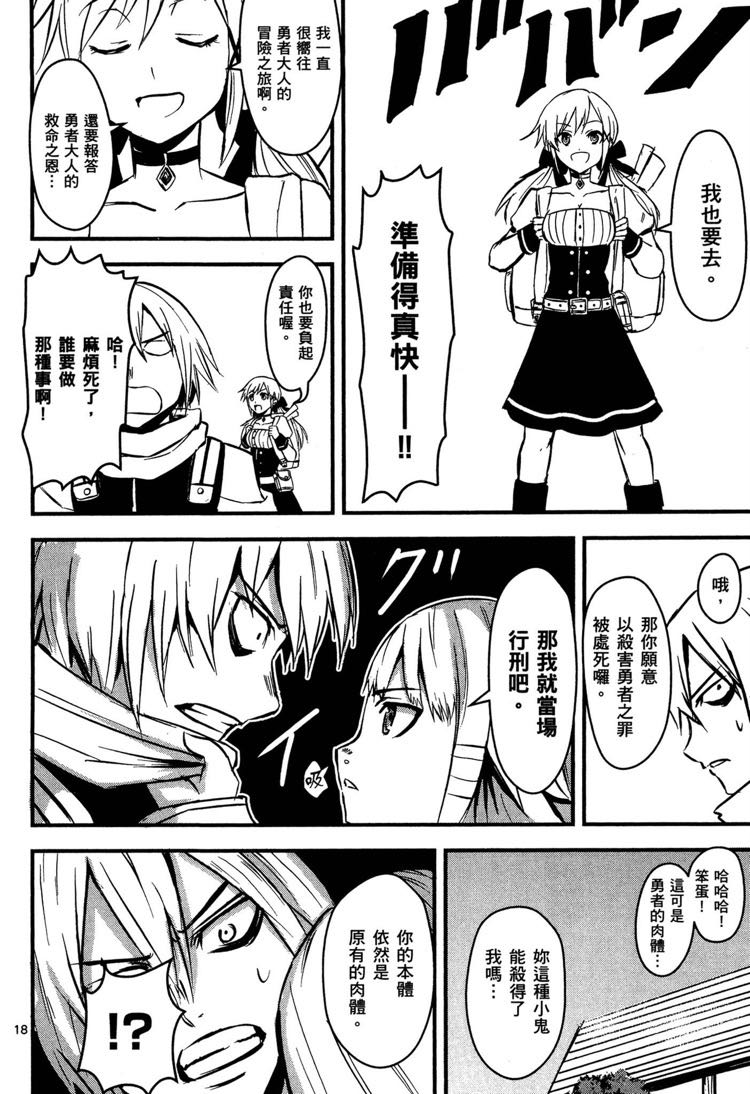 ババン
我也要去。
準備得真快——!!
我一直
很嚮往
勇者大人的
冒險之旅啊。
還要報答
勇者大人的
救命之恩…
你也要負起
責任喔。
哈！
麻煩死了，
誰要做
那種事啊！
哦，
那你願意
以殺害勇者之罪
被處死囉。
那我就當場
行刑吧。
グイ
吸
哈哈哈！
笨蛋！
這可是
勇者的肉體…
妳這種小鬼
能殺得了
我嗎…
你的本體
依然是
原有的肉體。
!?
18